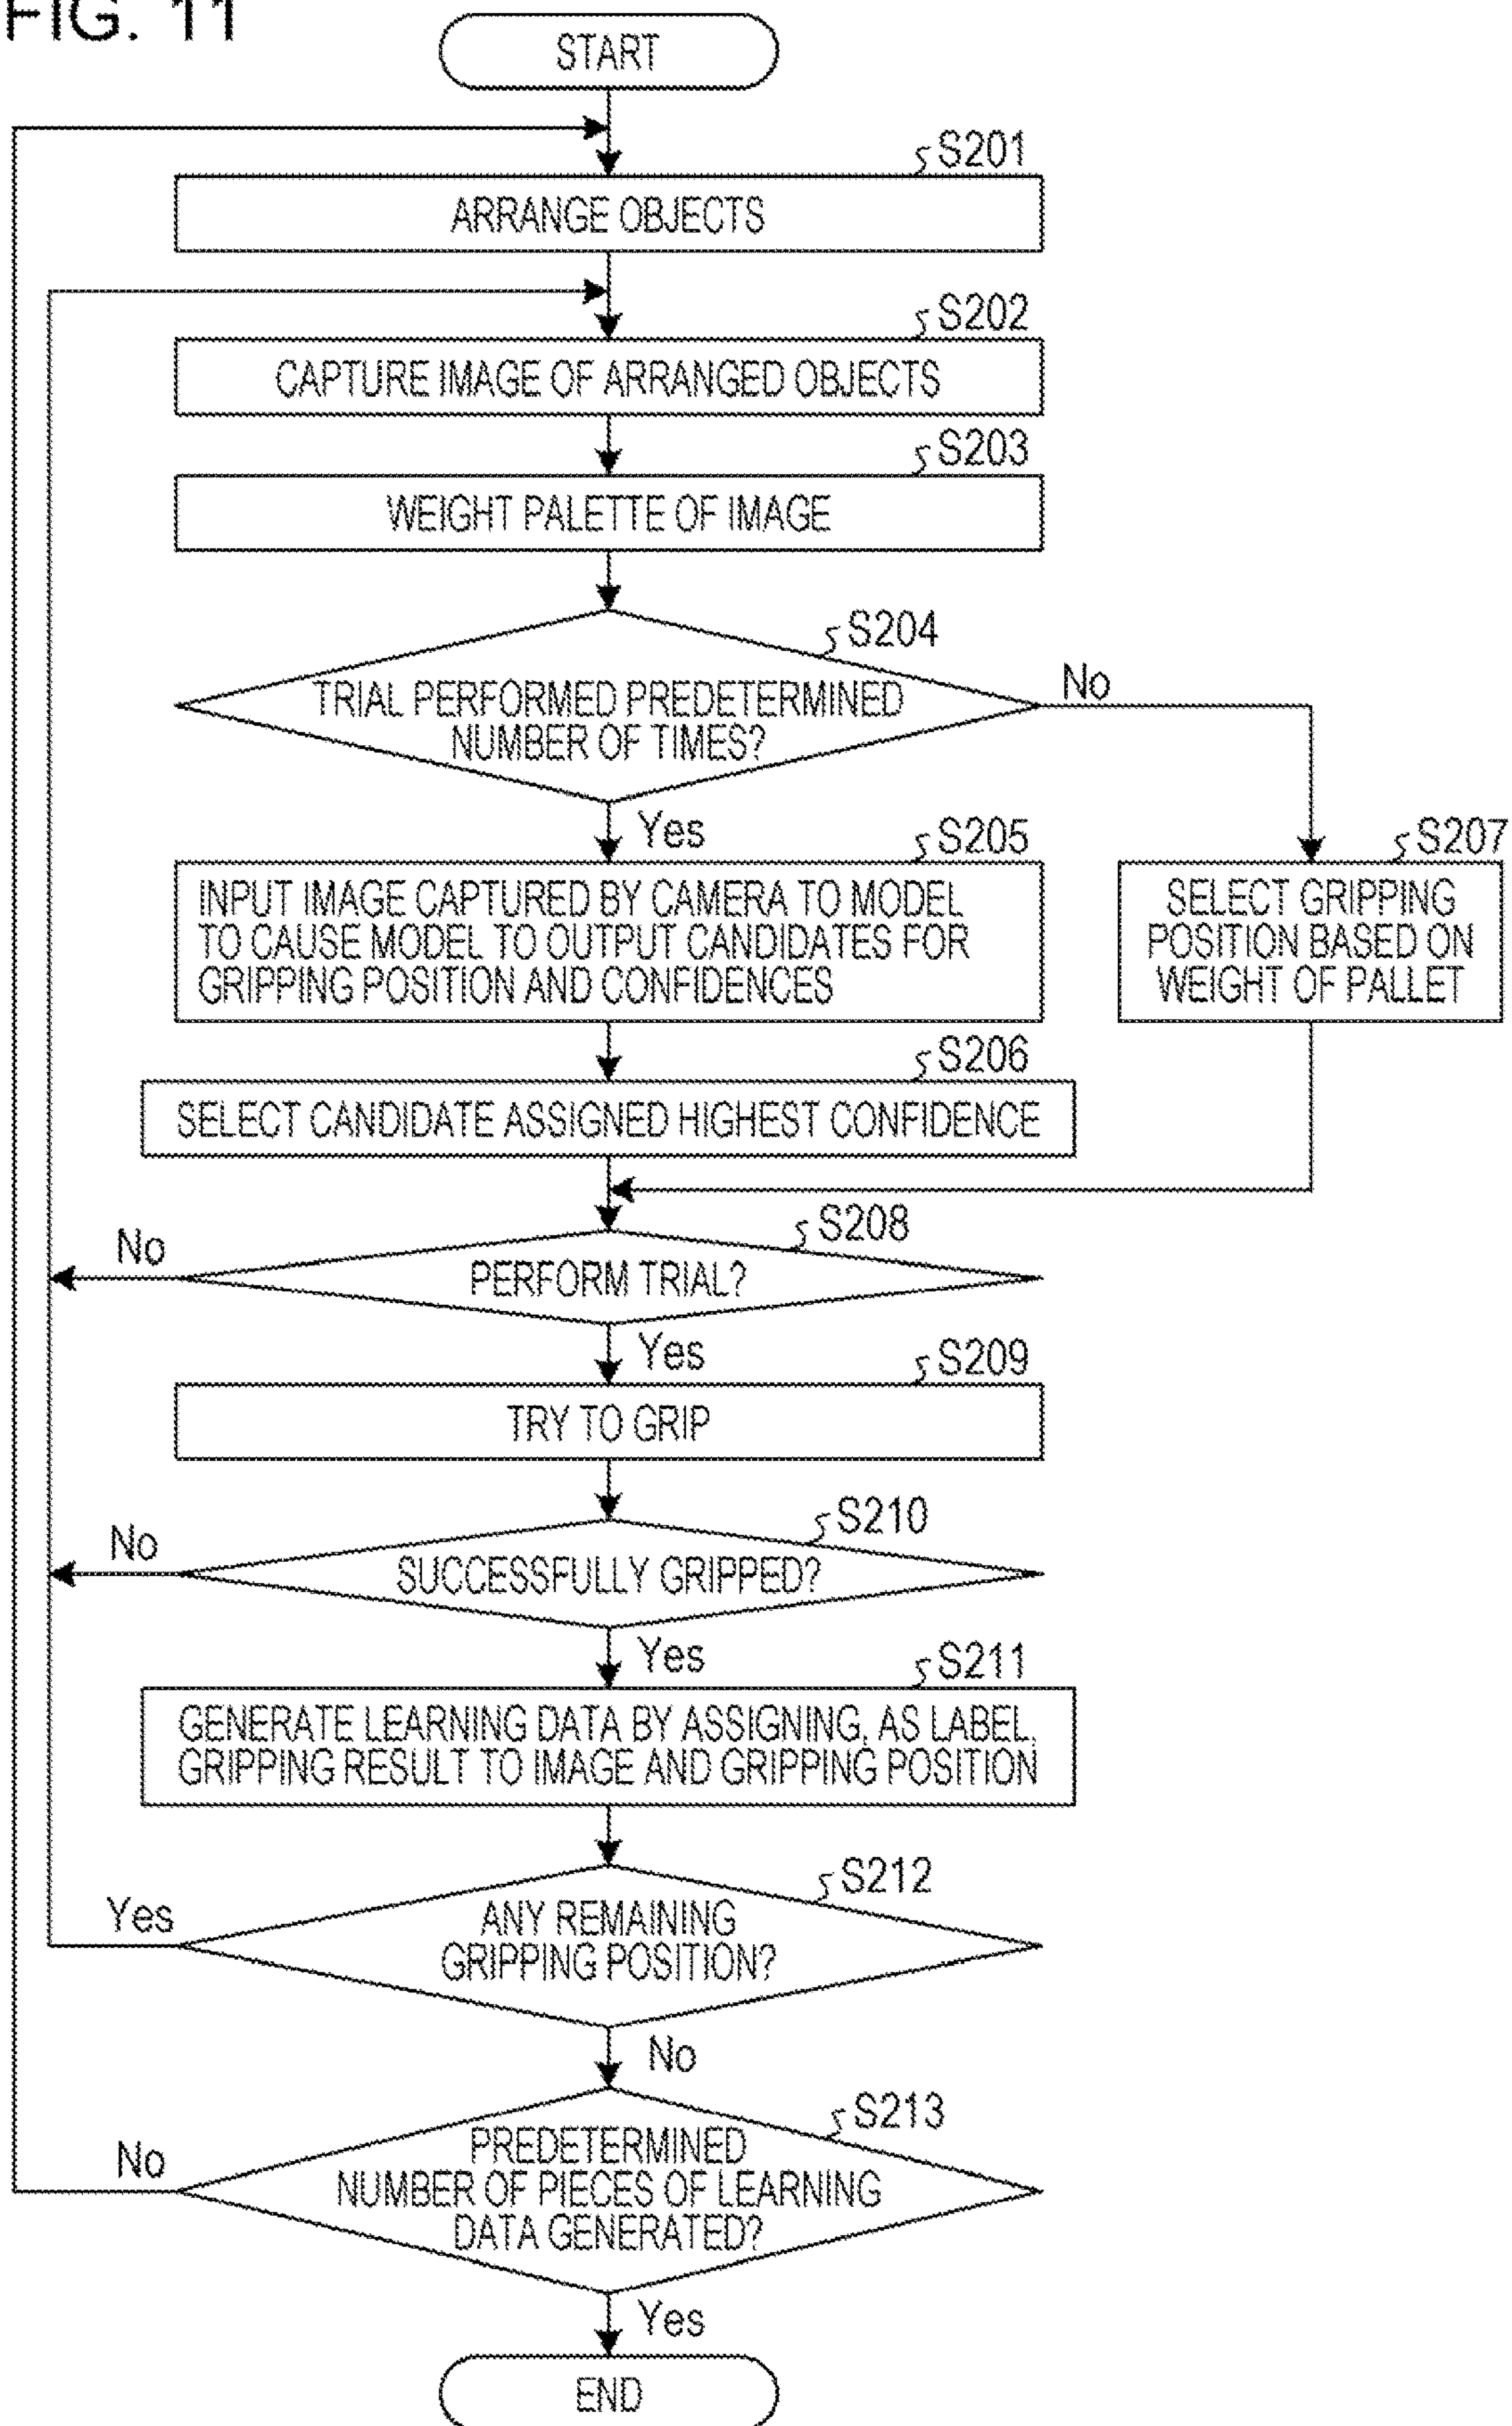 FIG. 11
START
S201
ARRANGE OBJECTS
S202
CAPTURE IMAGE OF ARRANGED OBJECTS
S203
WEIGHT PALETTE OF IMAGE
S204
TRIAL PERFORMED PREDETERMINED
NUMBER OF TIMES?
No
Yes
S205
INPUT IMAGE CAPTURED BY CAMERA TO MODEL
TO CAUSE MODEL TO OUTPUT CANDIDATES FOR
GRIPPING POSITION AND CONFIDENCES
S207
SELECT GRIPPING
POSITION BASED ON
WEIGHT OF PALLET
S206
SELECT CANDIDATE ASSIGNED HIGHEST CONFIDENCE
S208
No
PERFORM TRIAL?
Yes
S209
TRY TO GRIP
S210
No
SUCCESSFULLY GRIPPED?
Yes
S211
GENERATE LEARNING DATA BY ASSIGNING, AS LABEL,
GRIPPING RESULT TO IMAGE AND GRIPPING POSITION
S212
Yes
ANY REMAINING
GRIPPING POSITION?
No
S213
No
PREDETERMINED
NUMBER OF PIECES OF LEARNING
DATA GENERATED?
Yes
END